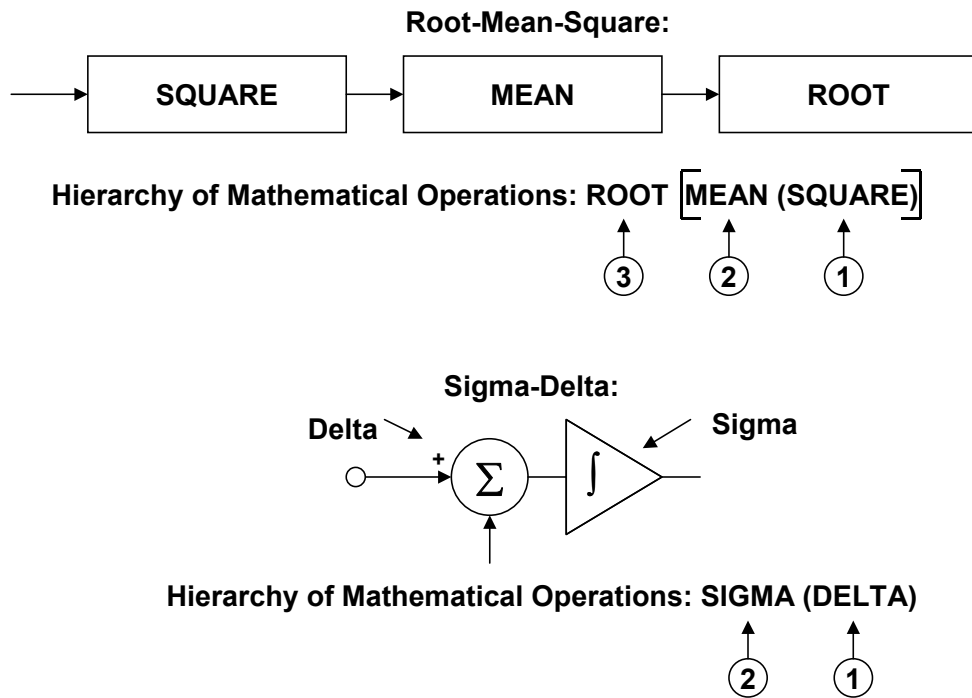 Root-Mean-Square:
SQUARE MEAN ROOT
Hierarchy of Mathematical Operations: ROOT [MEAN (SQUARE)]
3 2 1
Sigma-Delta:
Delta Sigma
+
Σ ∫
Hierarchy of Mathematical Operations: SIGMA (DELTA)
2 1